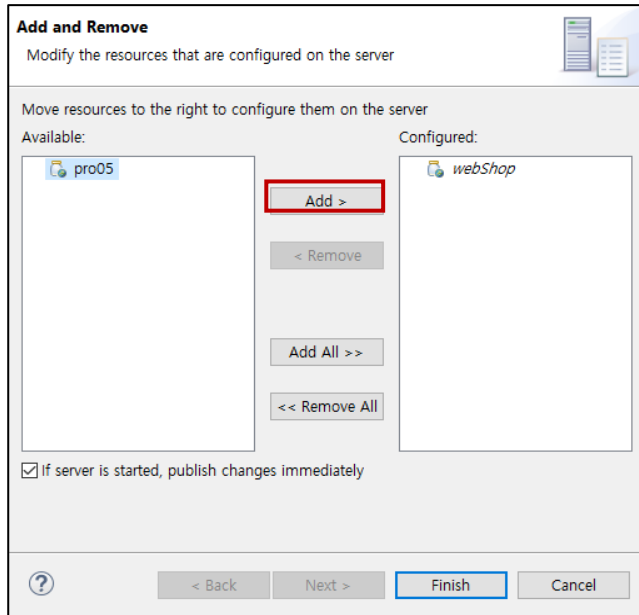 Add and Remove
Modify the resources that are configured on the server
Move resources to the right to configure them on the server
Available:
Configured:
pro05
webShop
Add >
< Remove
Add All >>
<< Remove All
If server is started, publish changes immediately
?
< Back
Next >
Finish
Cancel